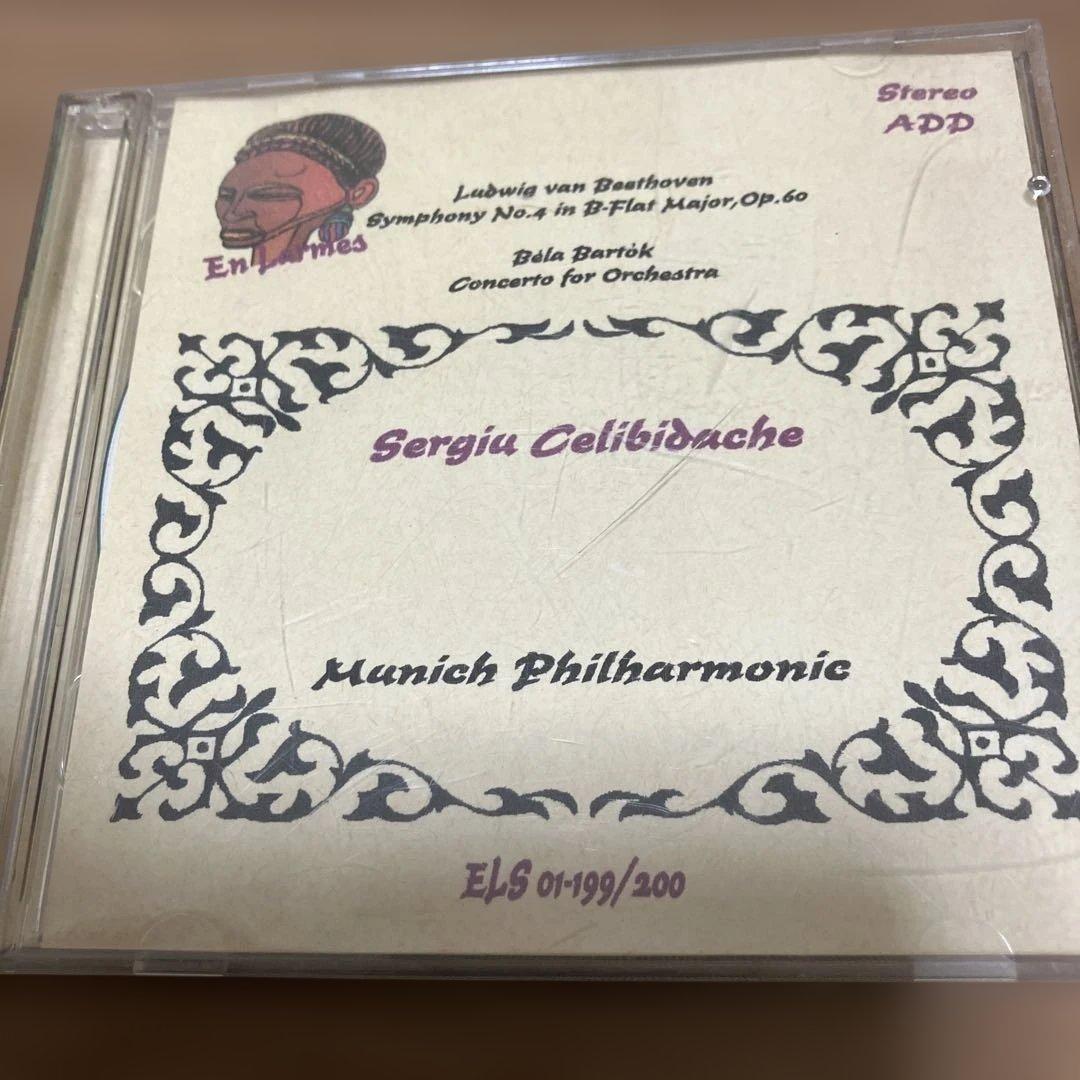 Stereo
ADD
Ludwig van Beethoven
Symphony No.4 in B-Flat Major,Op.60
En Larmes
Béla Bartók
Concerto for Orchestra
Sergiu Celibidache
Munich Philharmonic
ELS 01-199/200